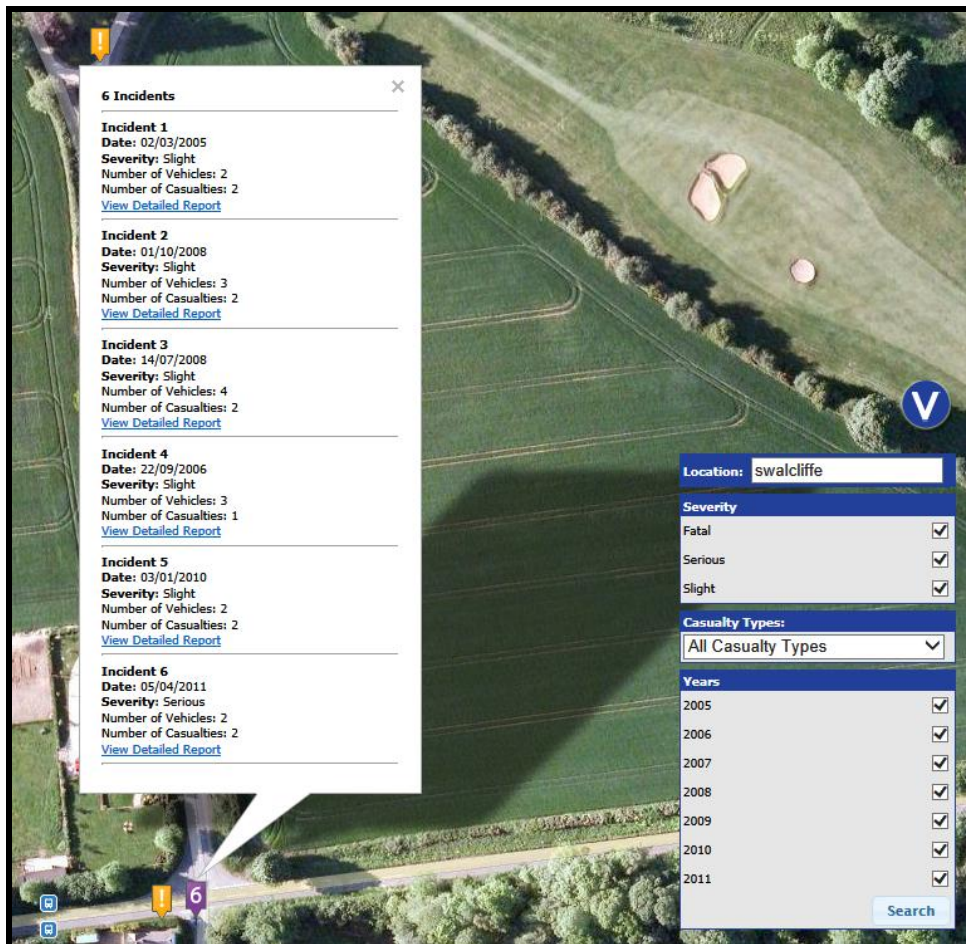 !
6 Incidents
Incident 1
Date: 02/03/2005
Severity: Slight
Number of Vehicles: 2
Number of Casualties: 2
View Detailed Report
Incident 2
Date: 01/10/2008
Severity: Slight
Number of Vehicles: 3
Number of Casualties: 2
View Detailed Report
Incident 3
Date: 14/07/2008
Severity: Slight
Number of Vehicles: 4
Number of Casualties: 2
View Detailed Report
Incident 4
Date: 22/09/2006
Severity: Slight
Number of Vehicles: 3
Number of Casualties: 1
View Detailed Report
Incident 5
Date: 03/01/2010
Severity: Slight
Number of Vehicles: 2
Number of Casualties: 2
View Detailed Report
Incident 6
Date: 05/04/2011
Severity: Serious
Number of Vehicles: 2
Number of Casualties: 2
View Detailed Report
! 6
V
Location: swalcliffe
Severity
Fatal
Serious
Slight
Casualty Types:
All Casualty Types
Years
2005
2006
2007
2008
2009
2010
2011
Search